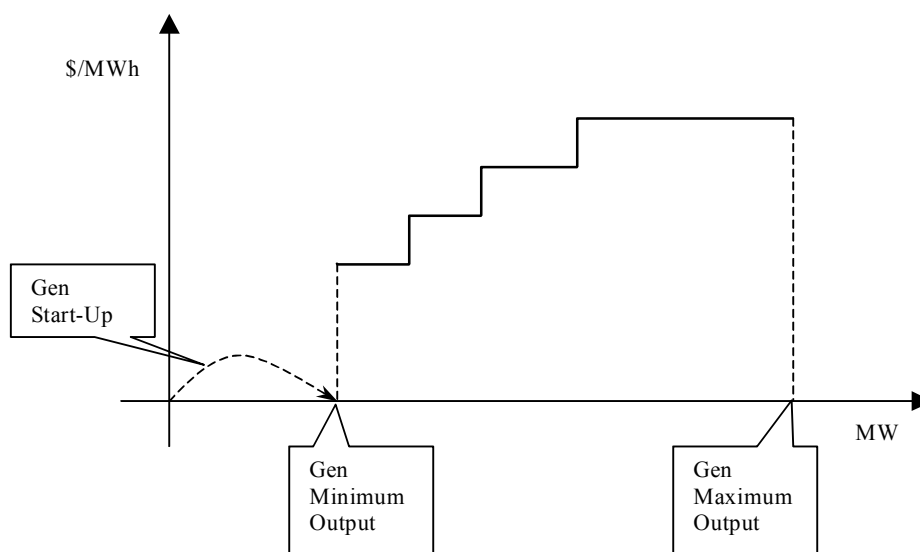 $/MWh
Gen
Start-Up
MW
Gen
Minimum
Output
Gen
Maximum
Output